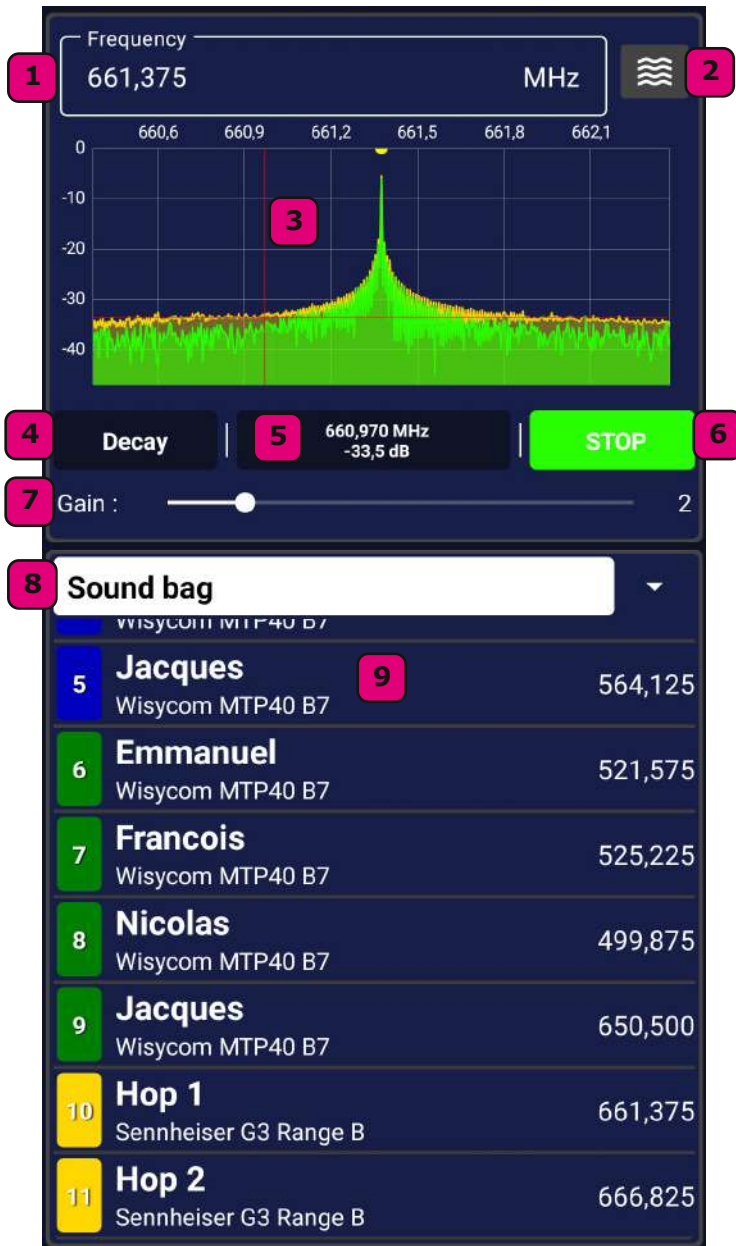 Frequency
1 661,375 MHz 2
660,6 660,9 661,2 661,5 661,8 662,1
0
-10
3
-20
-30
-40
4 Decay 5 660,970 MHz STOP 6
-33,5 dB
7 Gain : 2
8 Sound bag
Wisycom MTP40 B7
5 Jacques 9 564,125
Wisycom MTP40 B7
6 Emmanuel 521,575
Wisycom MTP40 B7
7 Francois 525,225
Wisycom MTP40 B7
8 Nicolas 499,875
Wisycom MTP40 B7
9 Jacques 650,500
Wisycom MTP40 B7
10 Hop 1 661,375
Sennheiser G3 Range B
11 Hop 2 666,825
Sennheiser G3 Range B